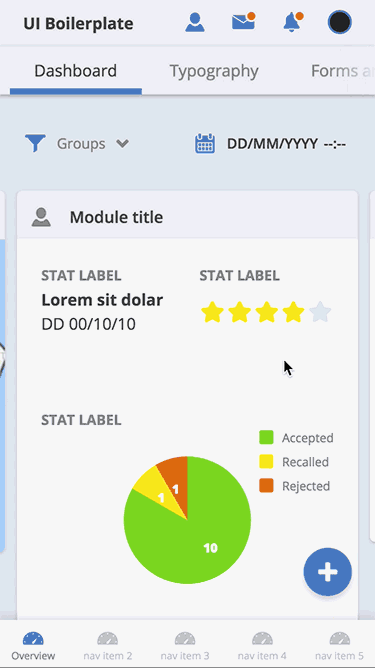 UI Boilerplate
Dashboard Typography Forms a
Groups DD/MM/YYYY --:--
Module title
STAT LABEL STAT LABEL
Lorem sit dolar
DD 00/10/10
STAT LABEL
Accepted
Recalled
Rejected
1 1
10
Overview nav item 2 nav item 3 nav item 4 nav item 5